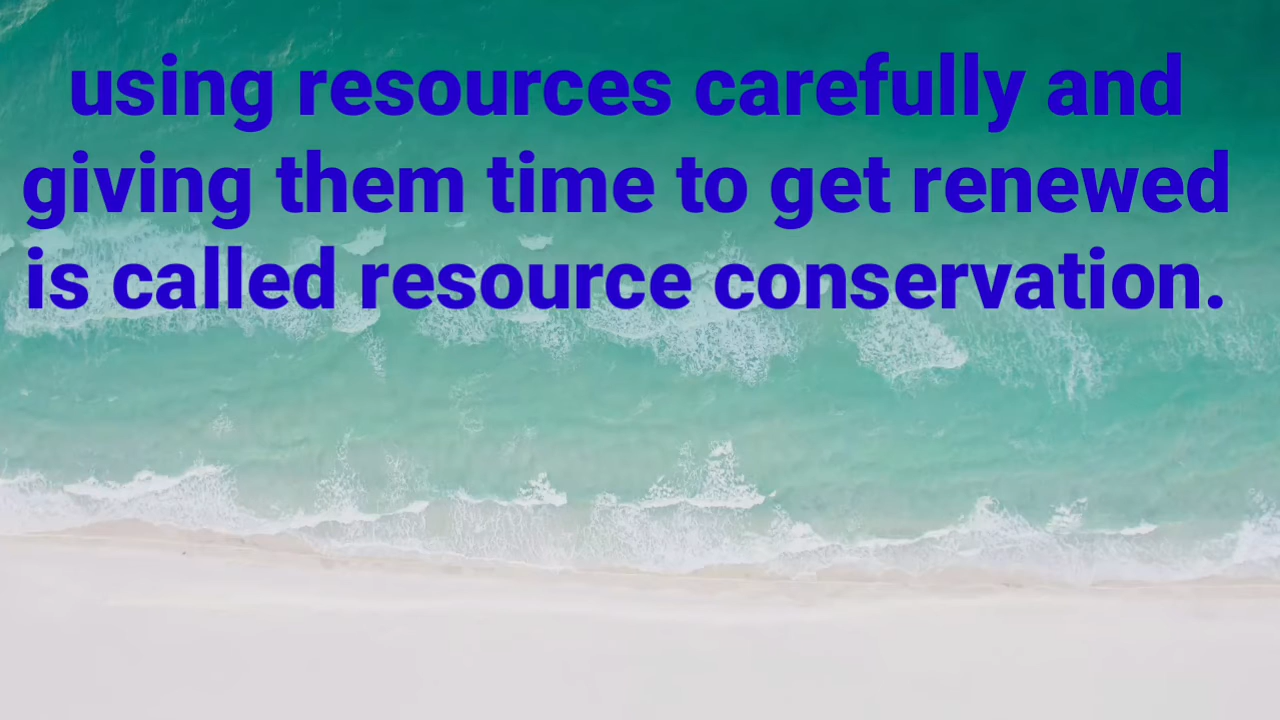 using resources carefully and
giving them time to get renewed
is called resource conservation.